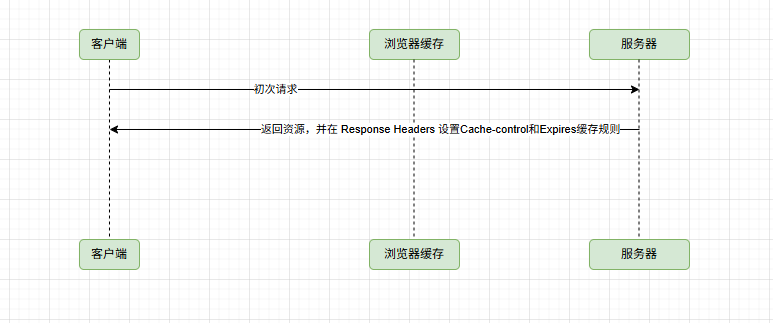 客户端
浏览器缓存
服务器
初次请求
返回资源，并在 Response Headers 设置Cache-control和Expires缓存规则
客户端
浏览器缓存
服务器